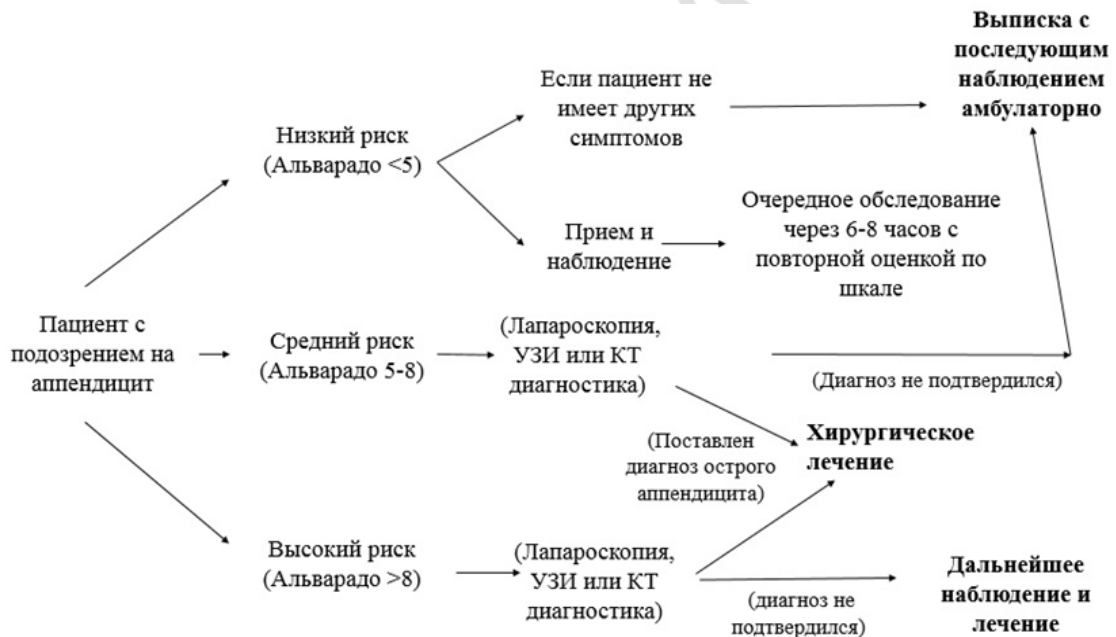 Выписка с
последующим
наблюдением
амбулаторно
Если пациент не
имеет других
симптомов
Низкий риск
(Альварадо <5)
Очередное обследование
через 6-8 часов с
повторной оценкой по
шкале
Прием и
наблюдение
Пациент с
подозрением на
аппендицит
Средний риск
(Альварадо 5-8)
(Лапароскопия,
УЗИ или КТ
диагностика)
(Диагноз не подтвердился)
(Поставлен
диагноз острого
аппендицита)
Хирургическое
лечение
Высокий риск
(Альварадо >8)
(Лапароскопия,
УЗИ или КТ
диагностика)
(диагноз не
подтвердился)
Дальнейшее
наблюдение и
лечение